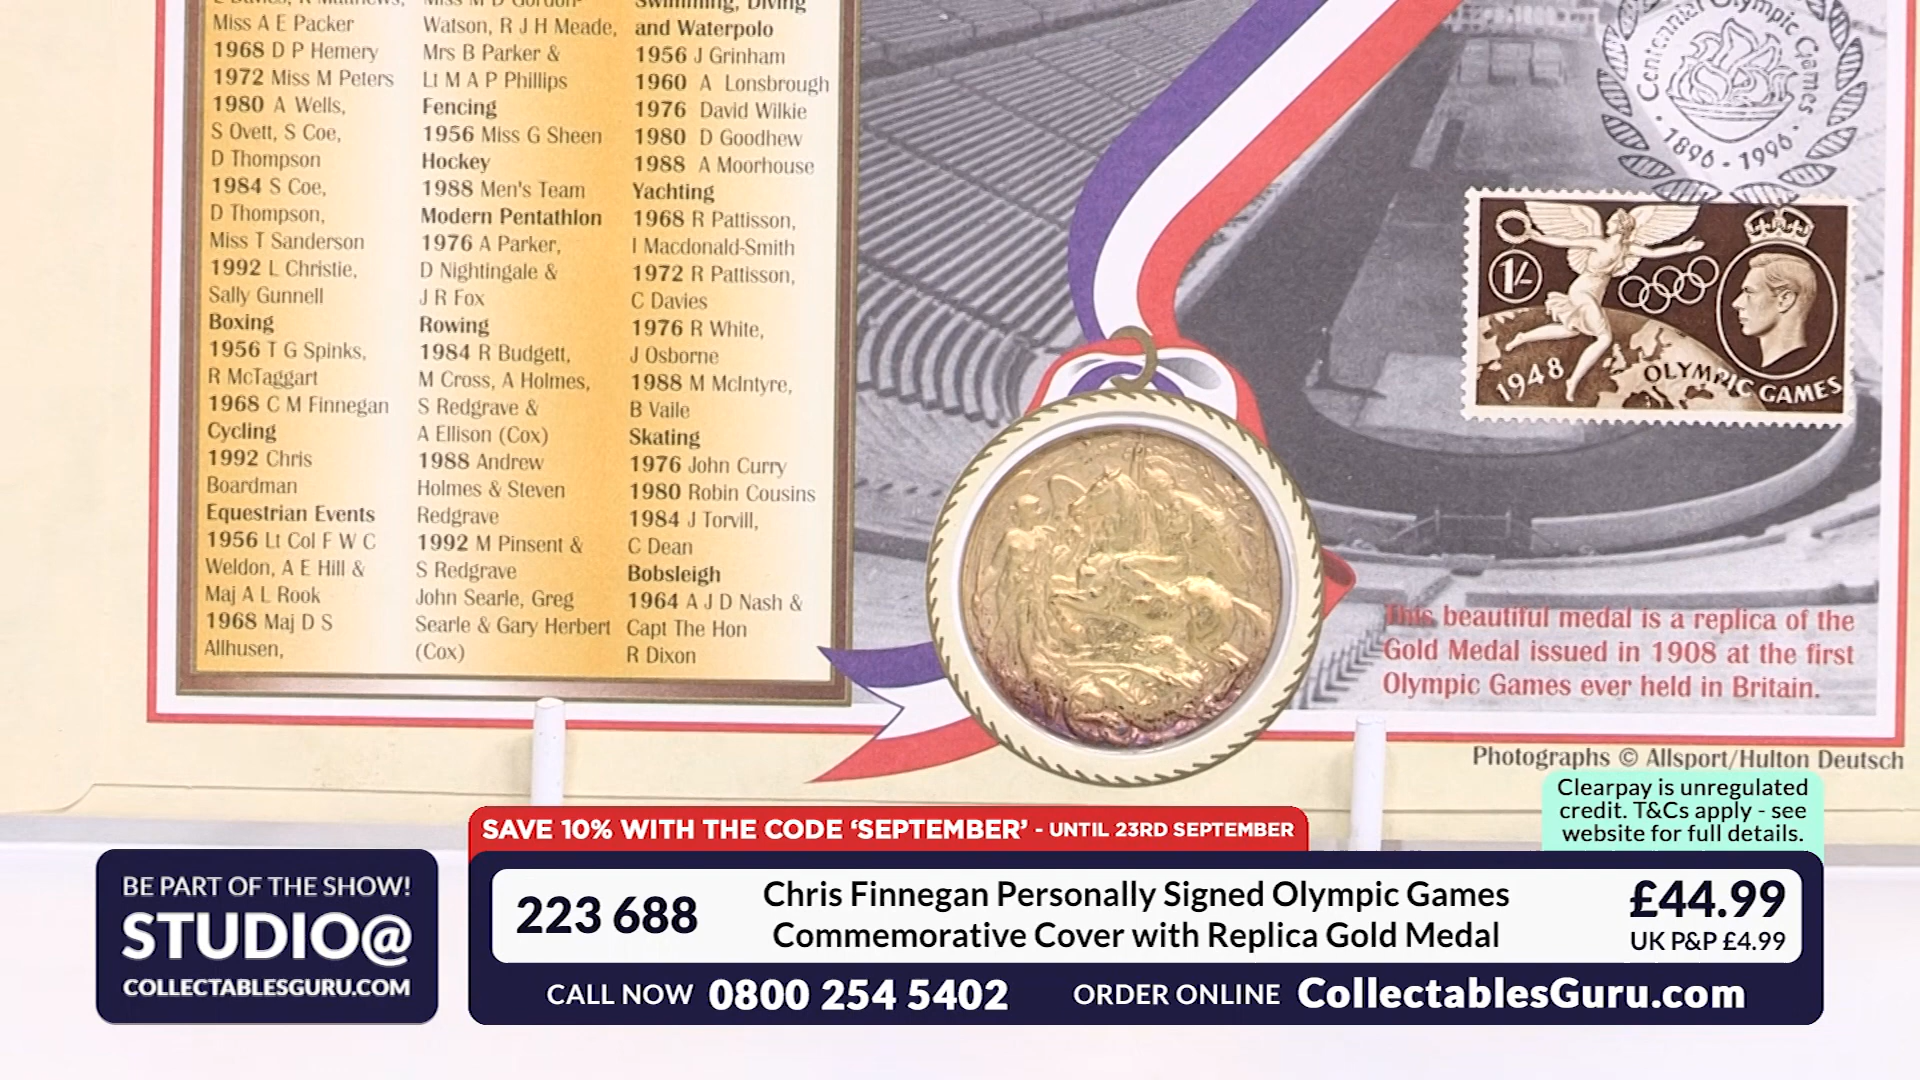 Miss A E Packer
1968 D P Hemery
1972 Miss M Peters
1980 A Wells,
S Ovett, S Coe,
D Thompson
1984 S Coe,
D Thompson,
Miss T Sanderson
1992 L Christie,
Sally Gunnell
Boxing
1956 T G Spinks,
R McTaggart
1968 C M Finnegan
Cycling
1992 Chris
Boardman
Equestrian Events
1956 Lt Col F W C
Weldon, A E Hill &
Maj A L Rook
1968 Maj D S
Allhusen,
Watson, R J H Meade,
Mrs B Parker &
Lt M A P Phillips
Fencing
1956 Miss G Sheen
Hockey
1988 Men's Team
Modern Pentathlon
1976 A Parker,
D Nightingale &
J R Fox
Rowing
1984 R Budgett,
M Cross, A Holmes,
S Redgrave &
A Ellison (Cox)
1988 Andrew
Holmes & Steven
Redgrave
1992 M Pinsent &
S Redgrave
John Searle, Greg
Searle & Gary Herbert
(Cox)
Swimming, Diving
and Waterpolo
1956 J Grinham
1960 A Lonsbrough
1976 David Wilkie
1980 D Goodhew
1988 A Moorhouse
Yachting
1968 R Pattisson,
I Macdonald-Smith
1972 R Pattisson,
C Davies
1976 R White,
J Osborne
1988 M McIntyre,
B Vaile
Skating
1976 John Curry
1980 Robin Cousins
1984 J Torvill,
C Dean
Bobsleigh
1964 A J D Nash &
Capt The Hon
R Dixon
Centennial Olympic Games
1896 - 1996
1/-
1948
OLYMPIC GAMES
This beautiful medal is a replica of the
Gold Medal issued in 1908 at the first
Olympic Games ever held in Britain.
Photographs © Allsport/Hulton Deutsch
Clearpay is unregulated
credit. T&Cs apply - see
website for full details.
SAVE 10% WITH THE CODE ‘SEPTEMBER’ - UNTIL 23RD SEPTEMBER
BE PART OF THE SHOW!
STUDIO@
COLLECTABLESGURU.COM
223 688
Chris Finnegan Personally Signed Olympic Games
Commemorative Cover with Replica Gold Medal
£44.99
UK P&P £4.99
CALL NOW 0800 254 5402
ORDER ONLINE CollectablesGuru.com